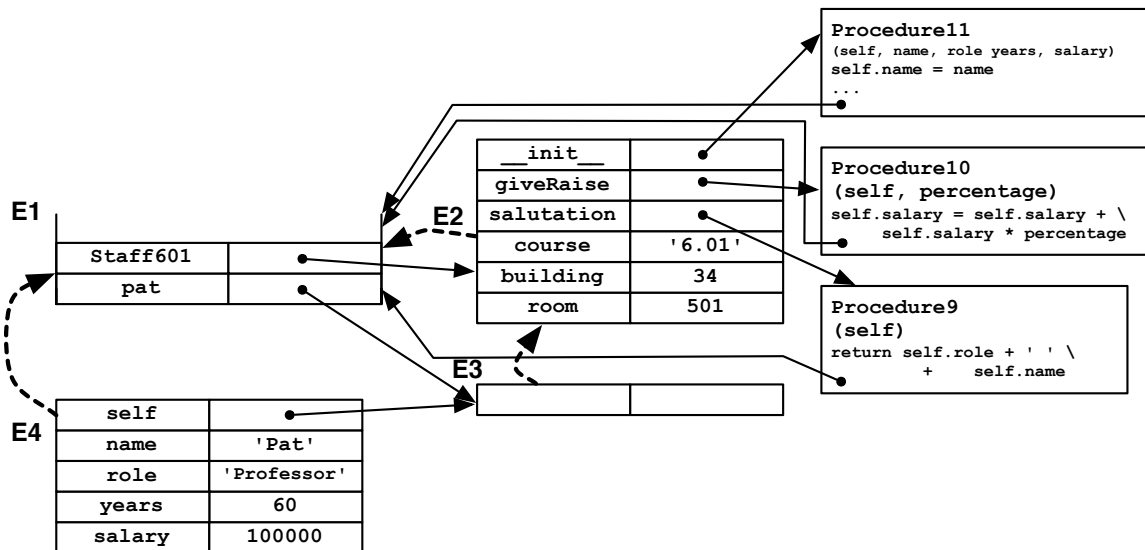 Procedure11
(self, name, role years, salary)
self.name = name
...
__init__
giveRaise
salutation
course '6.01'
building 34
room 501
Procedure10
(self, percentage)
self.salary = self.salary + \
self.salary * percentage
E1
E2
Staff601
pat
Procedure9
(self)
return self.role + ' ' \
+ self.name
E3
E4
self
name 'Pat'
role 'Professor'
years 60
salary 100000